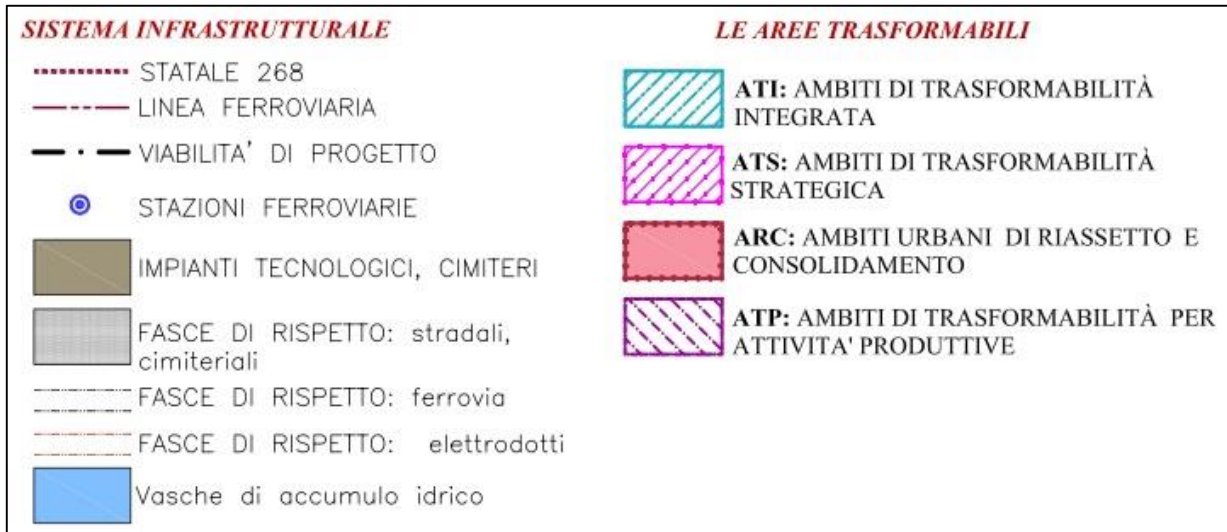 SISTEMA INFRASTRUTTURALE
STATALE 268
LINEA FERROVIARIA
VIABILITA' DI PROGETTO
STAZIONI FERROVIARIE
IMPIANTI TECNOLOGICI, CIMITERI
FASCE DI RISPETTO: stradali,
cimiteriali
FASCE DI RISPETTO: ferrovia
FASCE DI RISPETTO: elettrodotti
Vasche di accumulo idrico
LE AREE TRASFORMABILI
ATI: AMBITI DI TRASFORMABILITÀ
INTEGRATA
ATS: AMBITI DI TRASFORMABILITÀ
STRATEGICA
ARC: AMBITI URBANI DI RIASSETTO E
CONSOLIDAMENTO
ATP: AMBITI DI TRASFORMABILITÀ PER
ATTIVITA' PRODUTTIVE